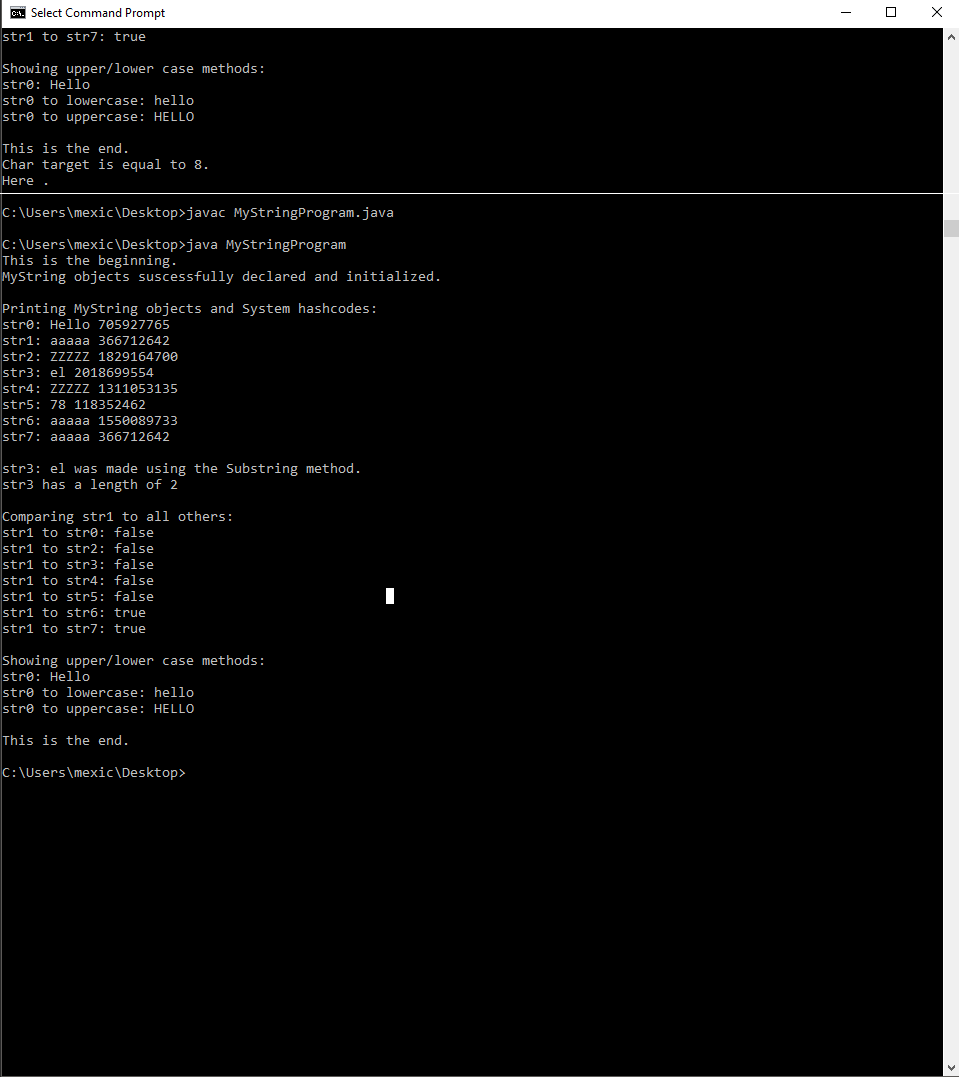 Select Command Prompt
str1 to str7: true
Showing upper/lower case methods:
str0: Hello
str0 to lowercase: hello
str0 to uppercase: HELLO
This is the end.
Char target is equal to 8.
Here .
C:\Users\mexic\Desktop>javac MyStringProgram.java
C:\Users\mexic\Desktop>java MyStringProgram
This is the beginning.
MyString objects suscessfully declared and initialized.
Printing MyString objects and System hashcodes:
str0: Hello 705927765
str1: aaaaa 366712642
str2: ZZZZZ 1829164700
str3: el 2018699554
str4: ZZZZZ 1311053135
str5: 78 118352462
str6: aaaaa 1550089733
str7: aaaaa 366712642
str3: el was made using the Substring method.
str3 has a length of 2
Comparing str1 to all others:
str1 to str0: false
str1 to str2: false
str1 to str3: false
str1 to str4: false
str1 to str5: false
str1 to str6: true
str1 to str7: true
Showing upper/lower case methods:
str0: Hello
str0 to lowercase: hello
str0 to uppercase: HELLO
This is the end.
C:\Users\mexic\Desktop>